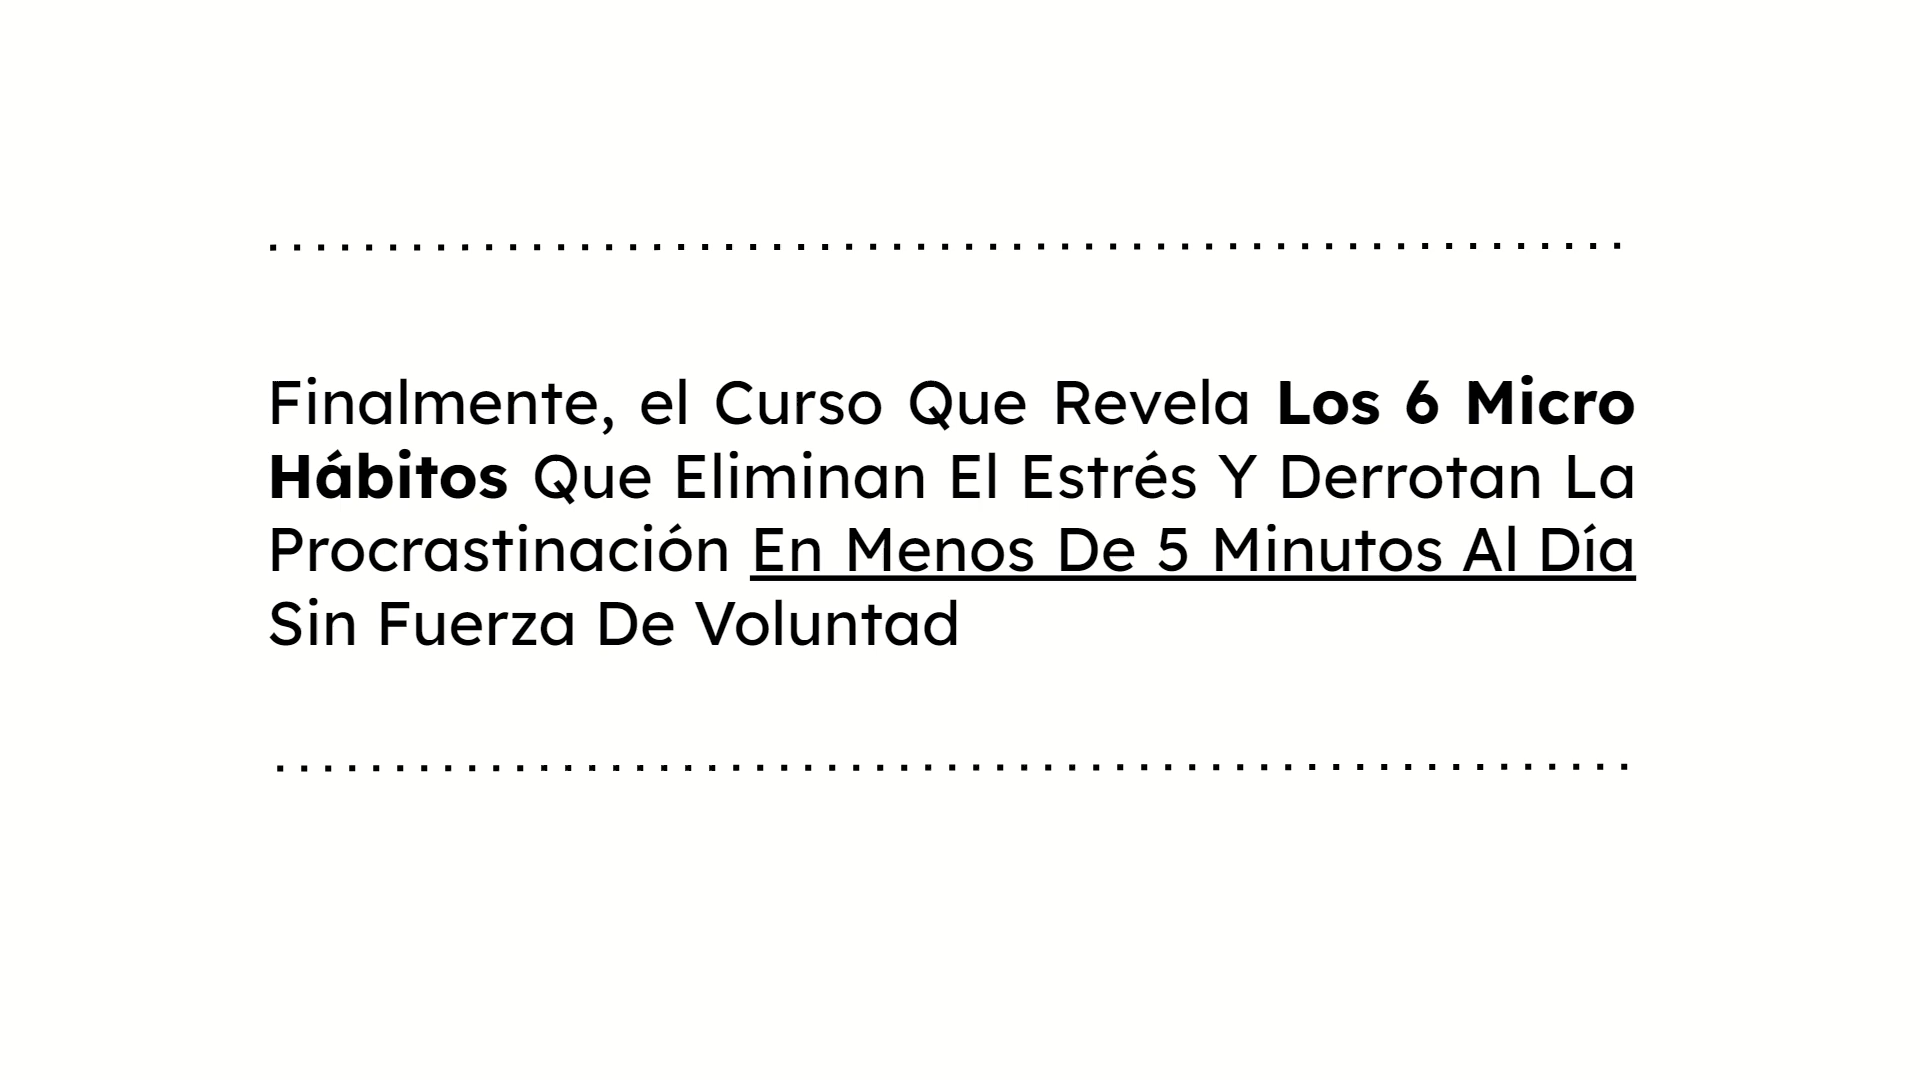 Finalmente, el Curso Que Revela Los 6 Micro
Hábitos Que Eliminan El Estrés Y Derrotan La
Procrastinación En Menos De 5 Minutos Al Día
Sin Fuerza De Voluntad